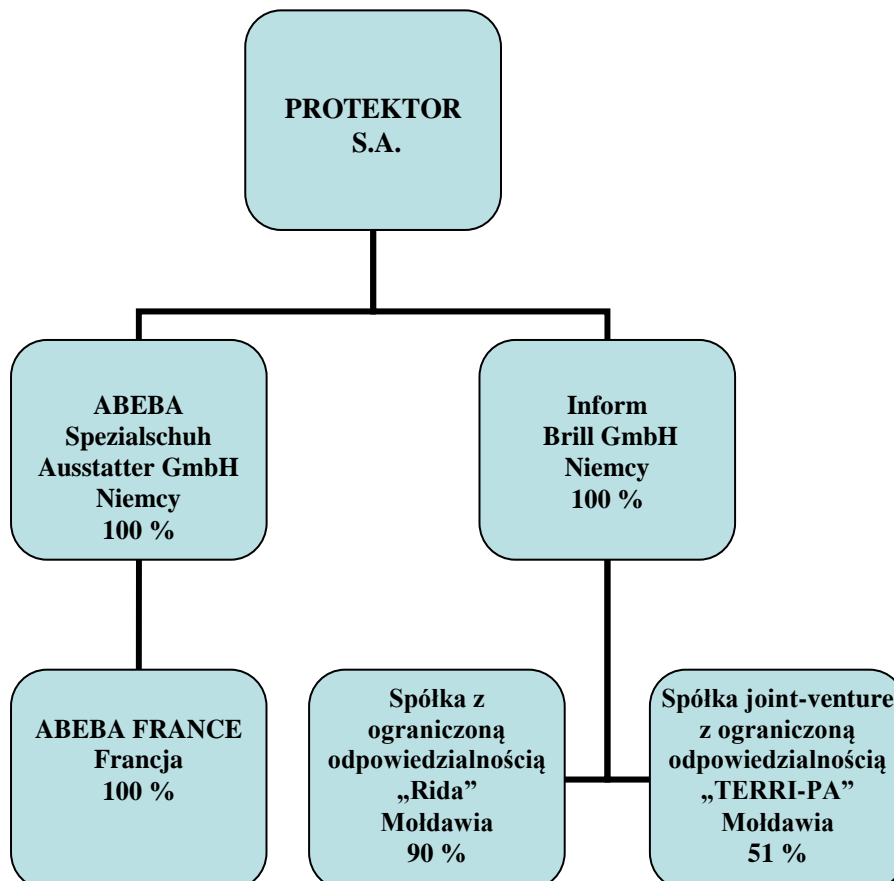 PROTEKTOR
S.A.
ABEBA
Spezialschuh
Ausstatter GmbH
Niemcy
100 %
Inform
Brill GmbH
Niemcy
100 %
ABEBA FRANCE
Francja
100 %
Spółka z
ograniczoną
odpowiedzialnością
„Rida”
Mołdawia
90 %
Spółka joint-venture
z ograniczoną
odpowiedzialnością
„TERRI-PA”
Mołdawia
51 %